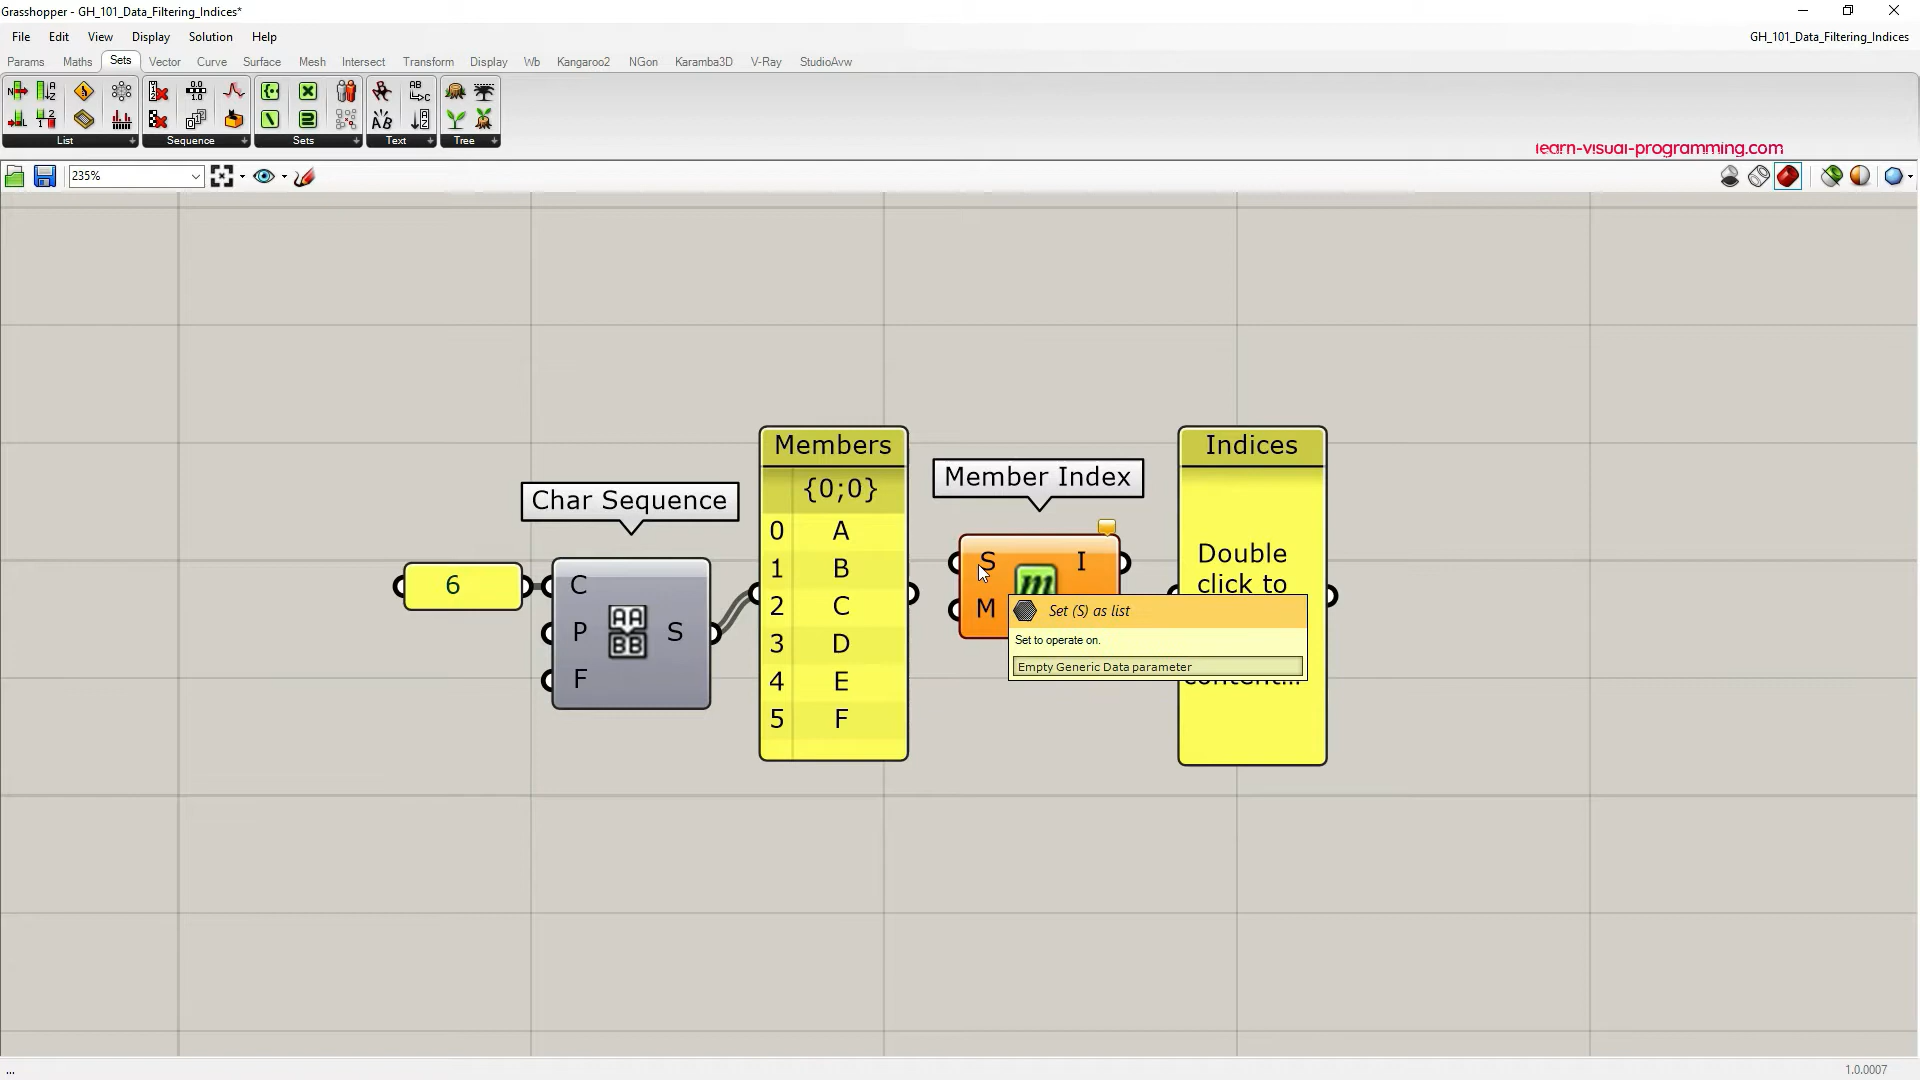 Grasshopper - GH_101_Data_Filtering_Indices*
File Edit View Display Solution Help
GH_101_Data_Filtering_Indices
Params Maths Sets Vector Curve Surface Mesh Intersect Transform Display Wb Kangaroo2 NGon Karamba3D V-Ray StudioAvw
List Sequence Sets Text Tree
learn-visual-programming.com
235%
Members
Indices
Member Index
{0;0}
Char Sequence
0 A
1 B
2 C
3 D
4 E
5 F
6
C
P
F
S
AA
BB
S
M
I
m
Double
click to
Set (S) as list
Set to operate on.
Empty Generic Data parameter
...
1.0.0007